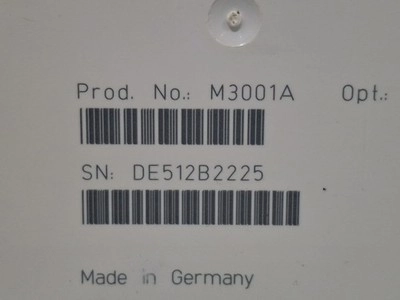 Prod. No.: M3001A Opt.:
SN: DE512B2225
Made in Germany